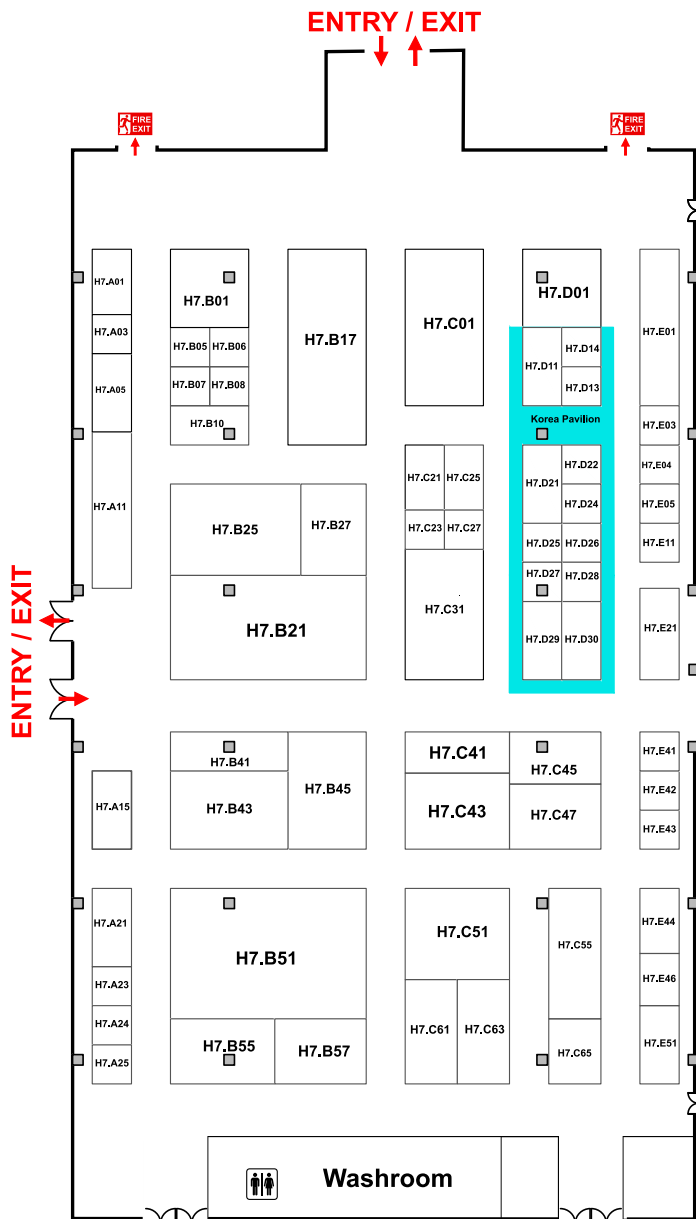 ENTRY / EXIT
FIRE
EXIT
FIRE
EXIT
H7.A01
H7.A03
H7.A05
H7.A11
H7.B01
H7.B05
H7.B06
H7.B07
H7.B08
H7.B10
H7.B17
H7.C01
H7.D01
H7.D11
H7.D14
H7.D13
Korea Pavilion
H7.E01
H7.E03
H7.E04
H7.E05
H7.E11
H7.B25
H7.B27
H7.B21
H7.C21
H7.C25
H7.C23
H7.C27
H7.C31
H7.D21
H7.D22
H7.D24
H7.D25
H7.D26
H7.D27
H7.D28
H7.D29
H7.D30
H7.E21
ENTRY / EXIT
H7.A15
H7.B41
H7.B43
H7.B45
H7.C41
H7.C43
H7.C45
H7.C47
H7.E41
H7.E42
H7.E43
H7.A21
H7.A23
H7.A24
H7.A25
H7.B51
H7.B55
H7.B57
H7.C51
H7.C61
H7.C63
H7.C55
H7.C65
H7.E44
H7.E46
H7.E51
Washroom